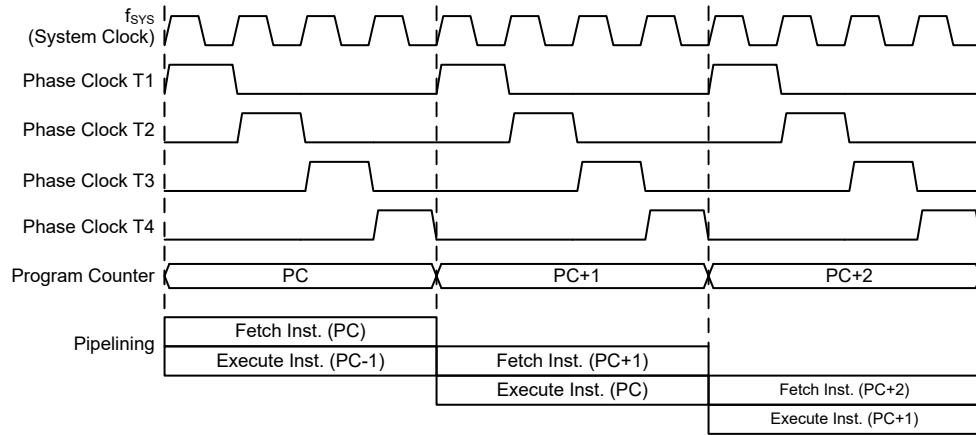 fSYS
(System Clock)
Phase Clock T1
Phase Clock T2
Phase Clock T3
Phase Clock T4
Program Counter PC PC+1 PC+2
Pipelining
Fetch Inst. (PC)
Execute Inst. (PC-1) Fetch Inst. (PC+1)
Execute Inst. (PC) Fetch Inst. (PC+2)
Execute Inst. (PC+1)